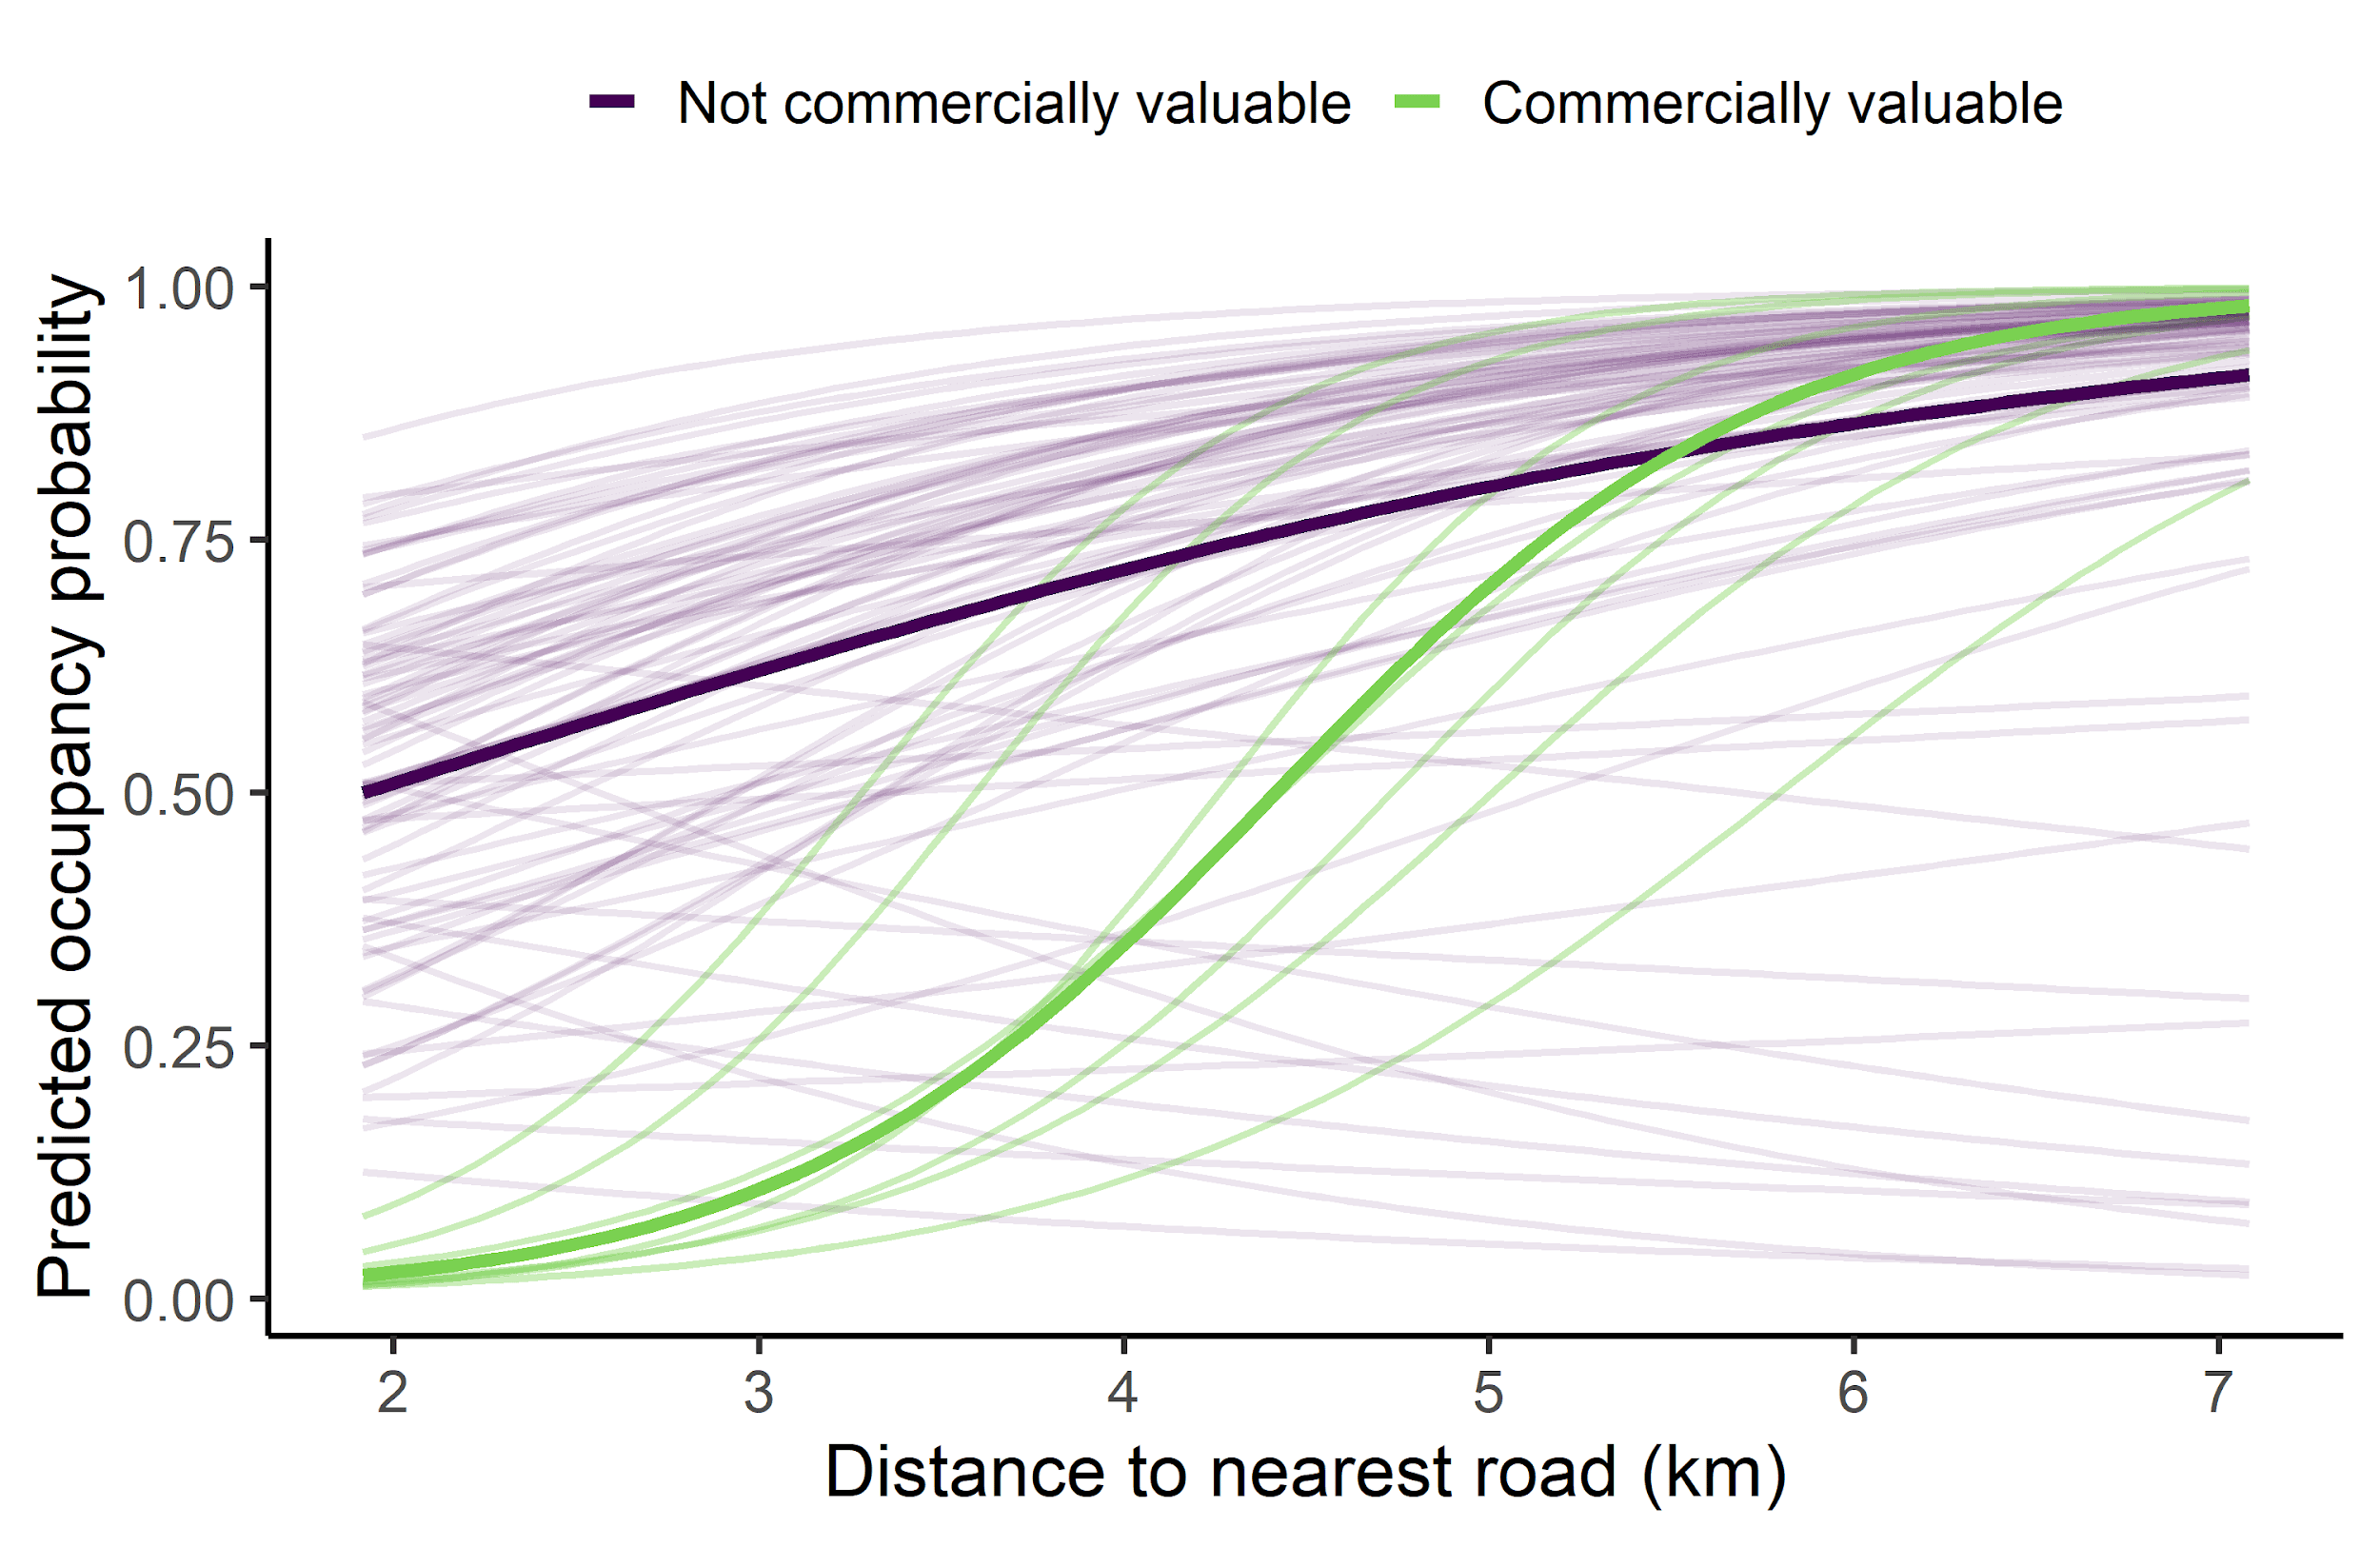 Not commercially valuable Commercially valuable
Predicted occupancy probability
1.00
0.75
0.50
0.25
0.00
2 3 4 5 6 7
Distance to nearest road (km)